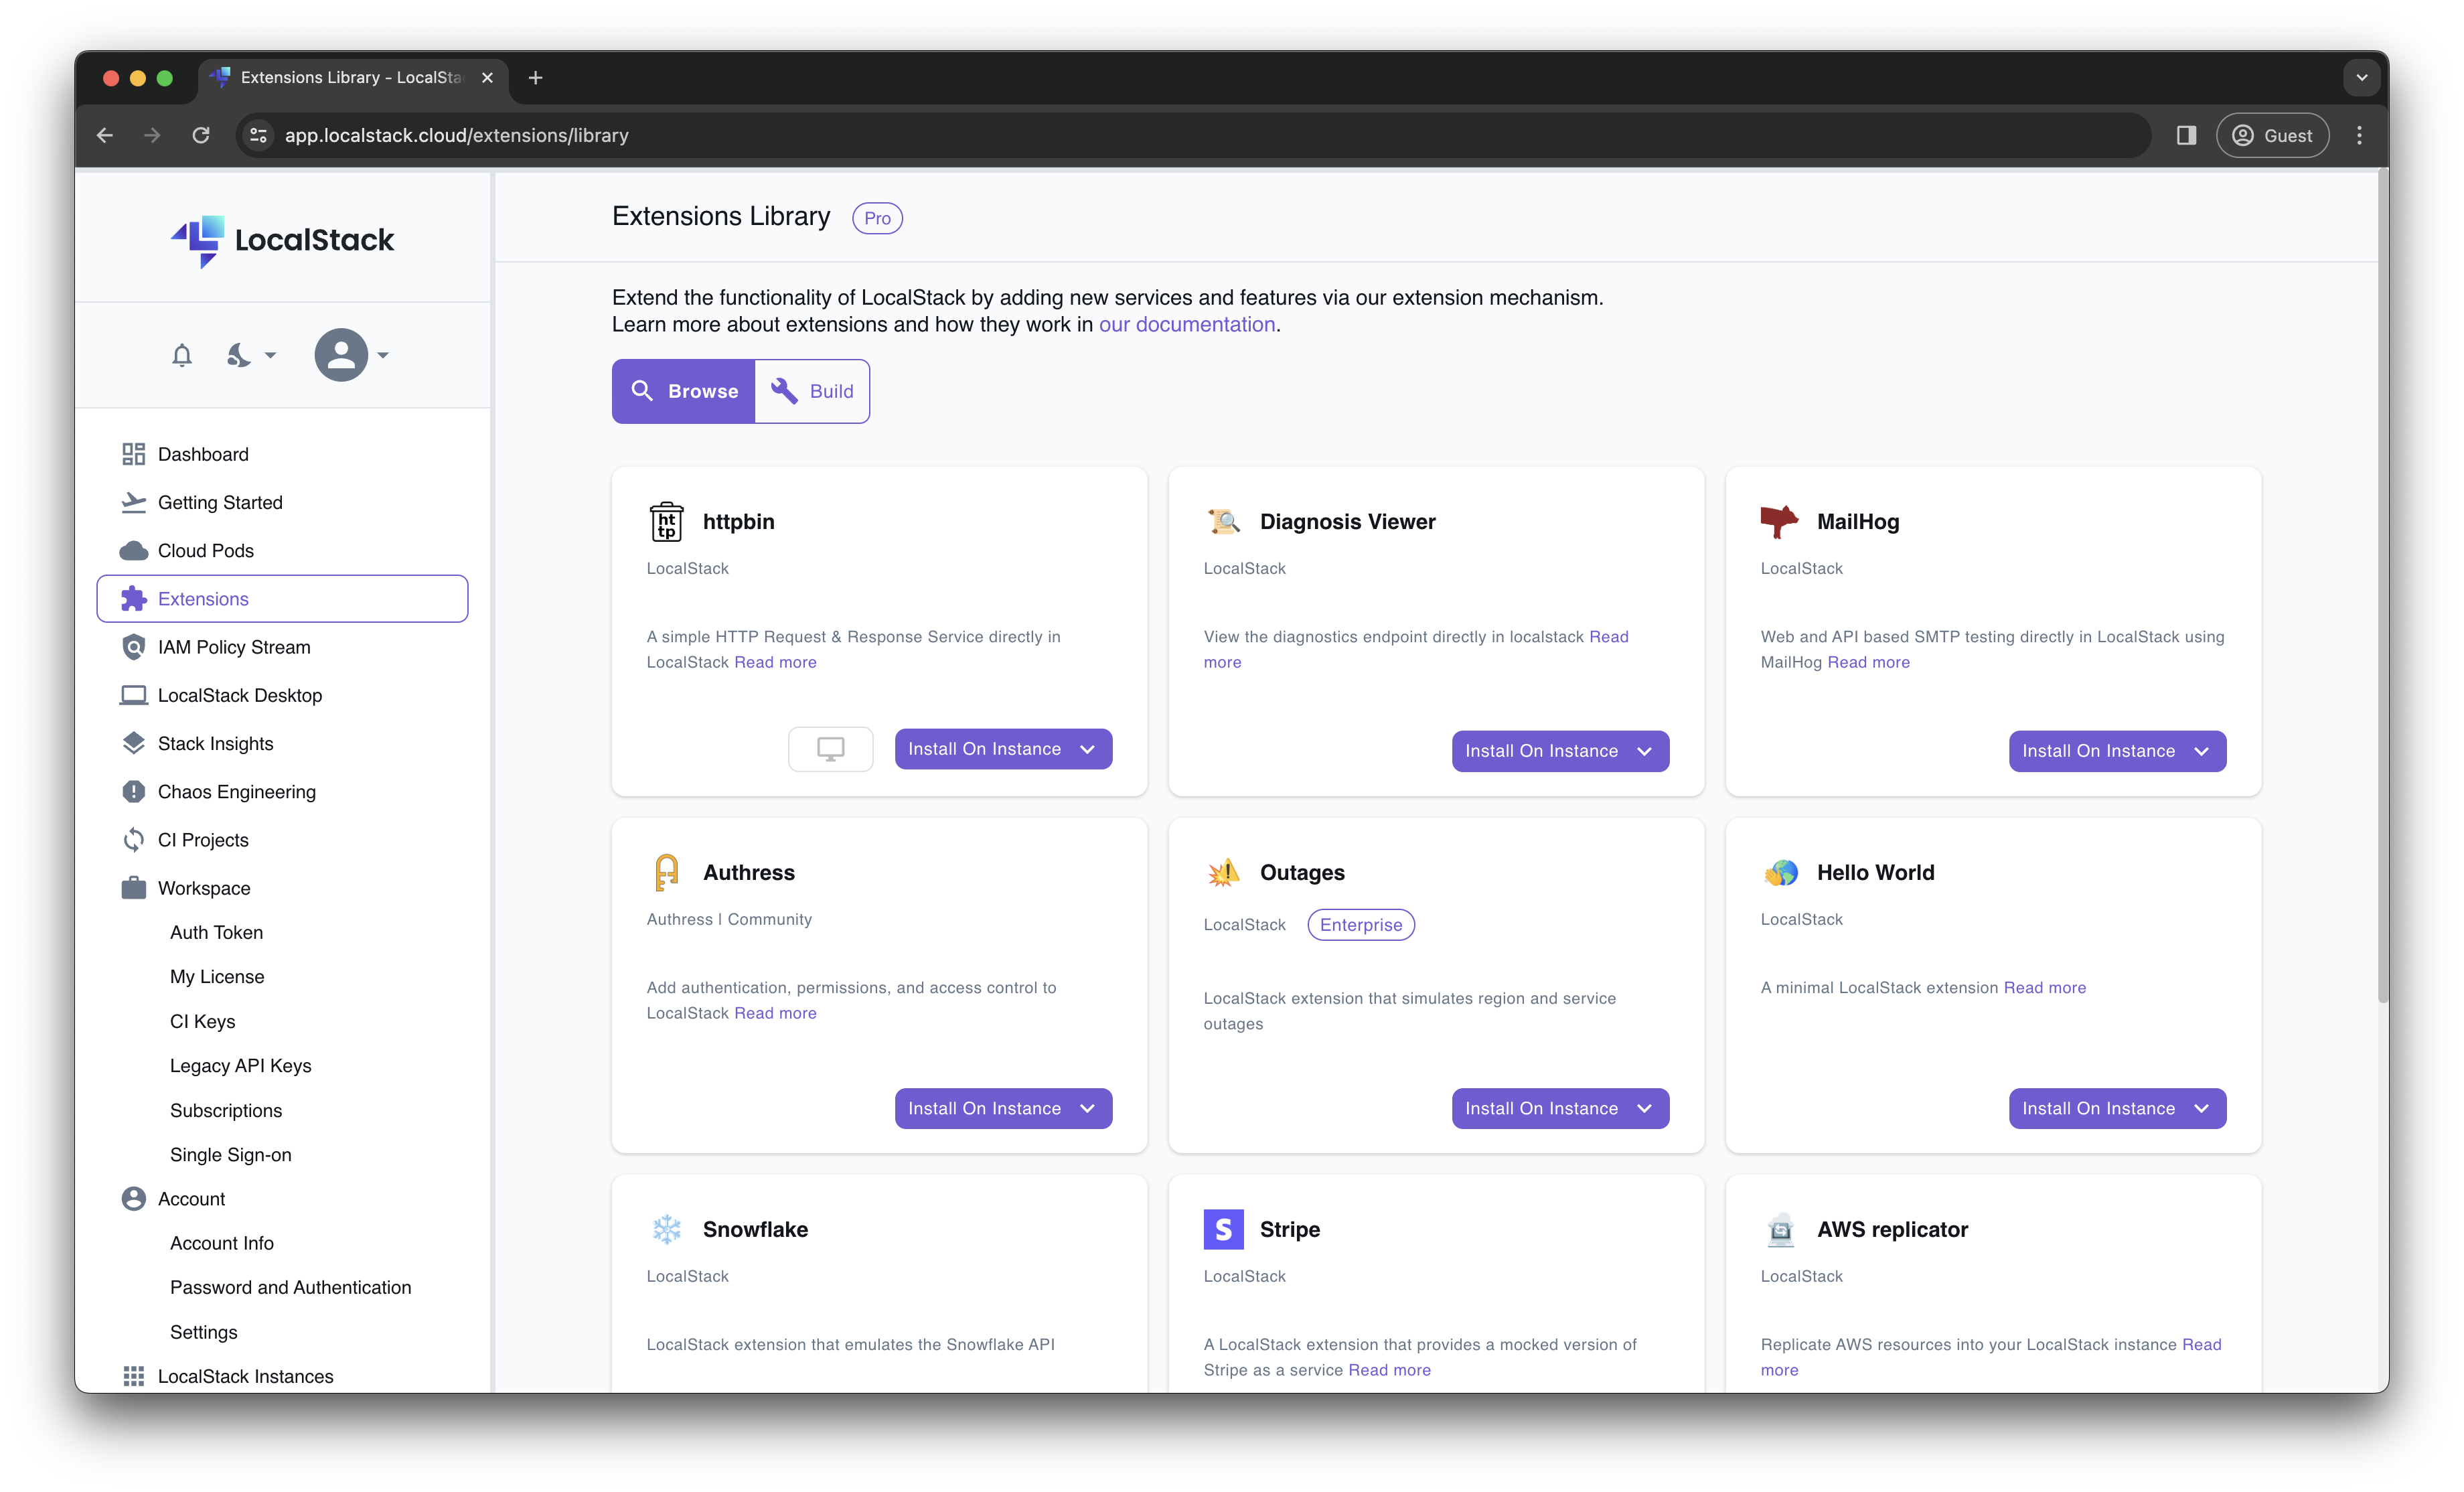 Extensions Library - LocalSta
app.localstack.cloud/extensions/library
Guest
LocalStack
Dashboard
Getting Started
Cloud Pods
Extensions
IAM Policy Stream
LocalStack Desktop
Stack Insights
Chaos Engineering
CI Projects
Workspace
Auth Token
My License
CI Keys
Legacy API Keys
Subscriptions
Single Sign-on
Account
Account Info
Password and Authentication
Settings
LocalStack Instances
Extensions Library Pro
Extend the functionality of LocalStack by adding new services and features via our extension mechanism.
Learn more about extensions and how they work in our documentation.
Browse Build
ht
tp
httpbin
LocalStack
A simple HTTP Request & Response Service directly in
LocalStack Read more
Install On Instance
Diagnosis Viewer
LocalStack
View the diagnostics endpoint directly in localstack Read
more
Install On Instance
MailHog
LocalStack
Web and API based SMTP testing directly in LocalStack using
MailHog Read more
Install On Instance
Authress
Authress | Community
Add authentication, permissions, and access control to
LocalStack Read more
Install On Instance
Outages
LocalStack Enterprise
LocalStack extension that simulates region and service
outages
Install On Instance
Hello World
LocalStack
A minimal LocalStack extension Read more
Install On Instance
Snowflake
LocalStack
LocalStack extension that emulates the Snowflake API
S Stripe
LocalStack
A LocalStack extension that provides a mocked version of
Stripe as a service Read more
AWS replicator
LocalStack
Replicate AWS resources into your LocalStack instance Read
more